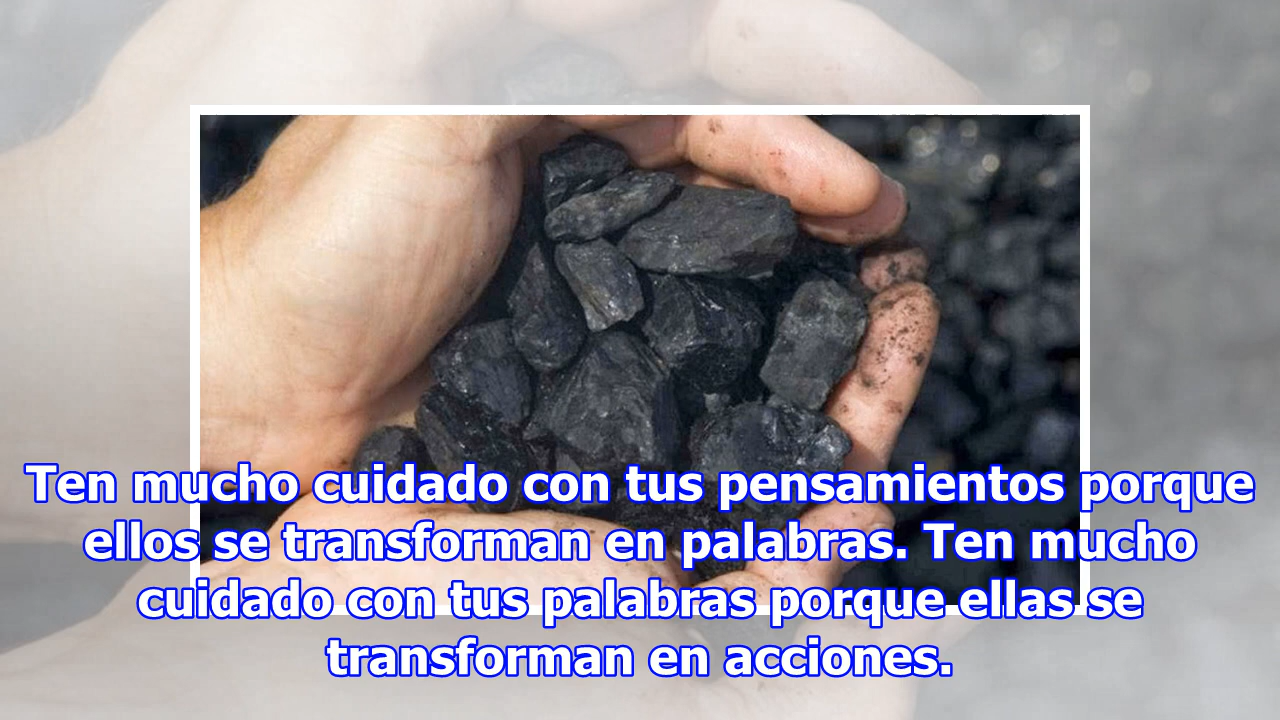 Ten mucho cuidado con tus pensamientos porque
ellos se transforman en palabras. Ten mucho
cuidado con tus palabras porque ellas se
transforman en acciones.